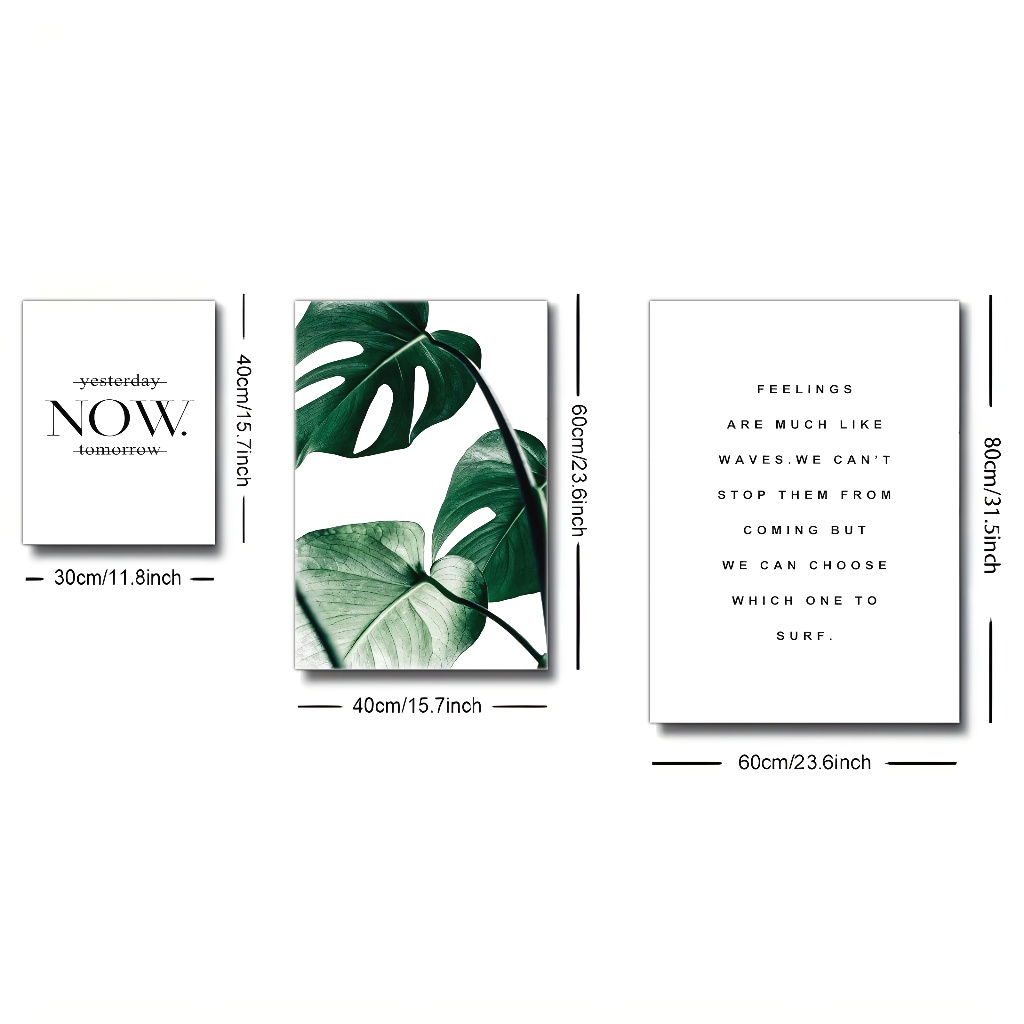 yesterday
NOW.
tomorrow
40cm/15.7inch
30cm/11.8inch
60cm/23.6inch
40cm/15.7inch
FEELINGS
ARE MUCH LIKE
WAVES.WE CAN'T
STOP THEM FROM
COMING BUT
WE CAN CHOOSE
WHICH ONE TO
SURF.
80cm/31.5inch
60cm/23.6inch